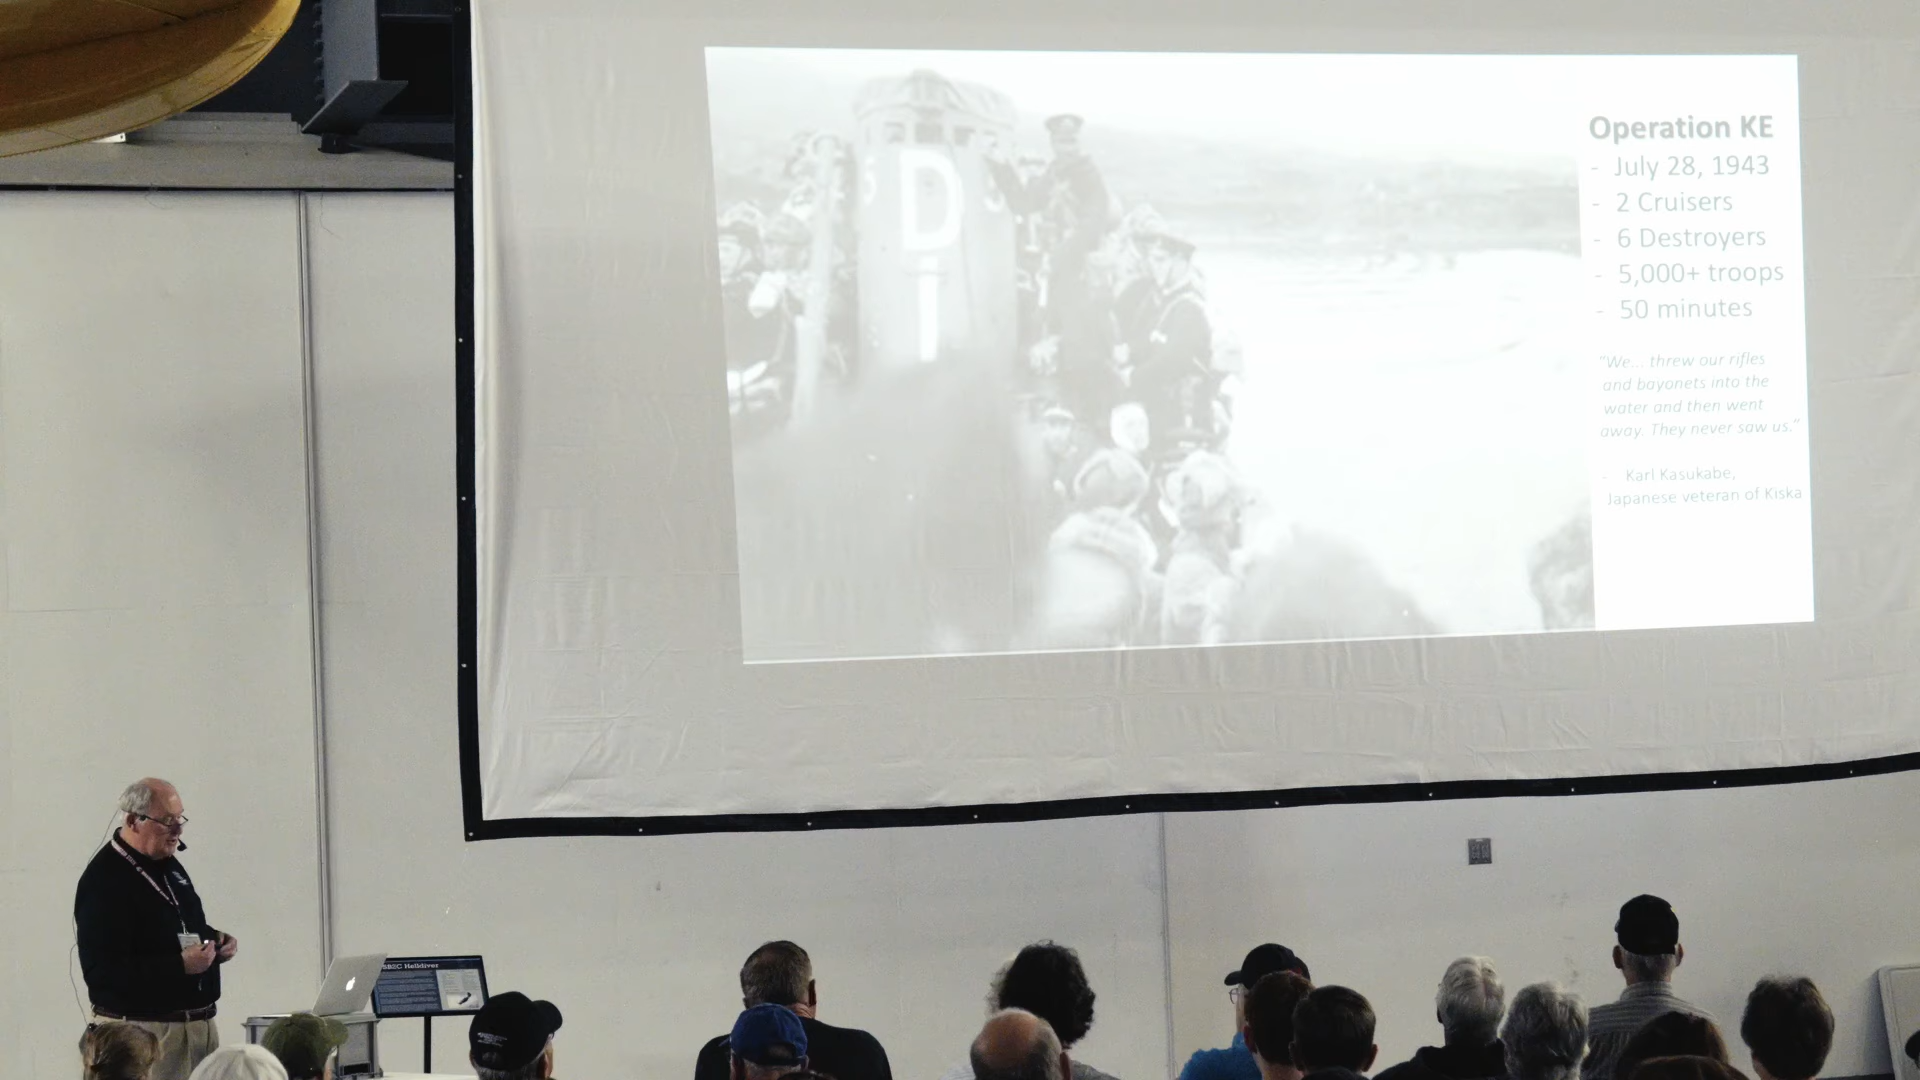 Operation KE
- July 28, 1943
- 2 Cruisers
- 6 Destroyers
- 5,000+ troops
- 50 minutes
"We... threw our rifles
and bayonets into the
water and then went
away. They never saw us."
- Karl Kasukabe,
Japanese veteran of Kiska
D
SB2C Helldiver